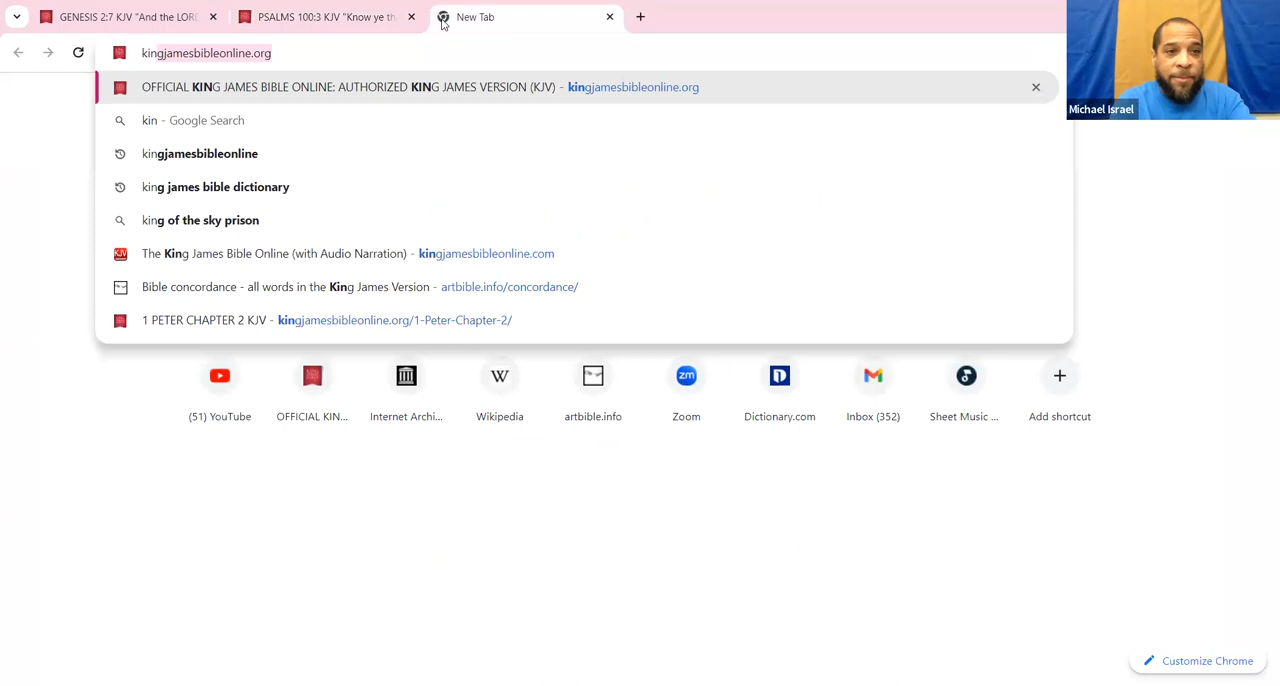 GENESIS 2:7 KJV "And the LORD
PSALMS 100:3 KJV "Know ye th
New Tab
kingjamesbibleonline.org
OFFICIAL KING JAMES BIBLE ONLINE: AUTHORIZED KING JAMES VERSION (KJV) - kingjamesbibleonline.org
kin - Google Search
kingjamesbibleonline
king james bible dictionary
king of the sky prison
KJV The King James Bible Online (with Audio Narration) - kingjamesbibleonline.com
Bible concordance - all words in the King James Version - artbible.info/concordance/
1 PETER CHAPTER 2 KJV - kingjamesbibleonline.org/1-Peter-Chapter-2/
Michael Israel
W zm D
(51) YouTube OFFICIAL KIN... Internet Archi... Wikipedia artbible.info Zoom Dictionary.com Inbox (352) Sheet Music ... Add shortcut
Customize Chrome